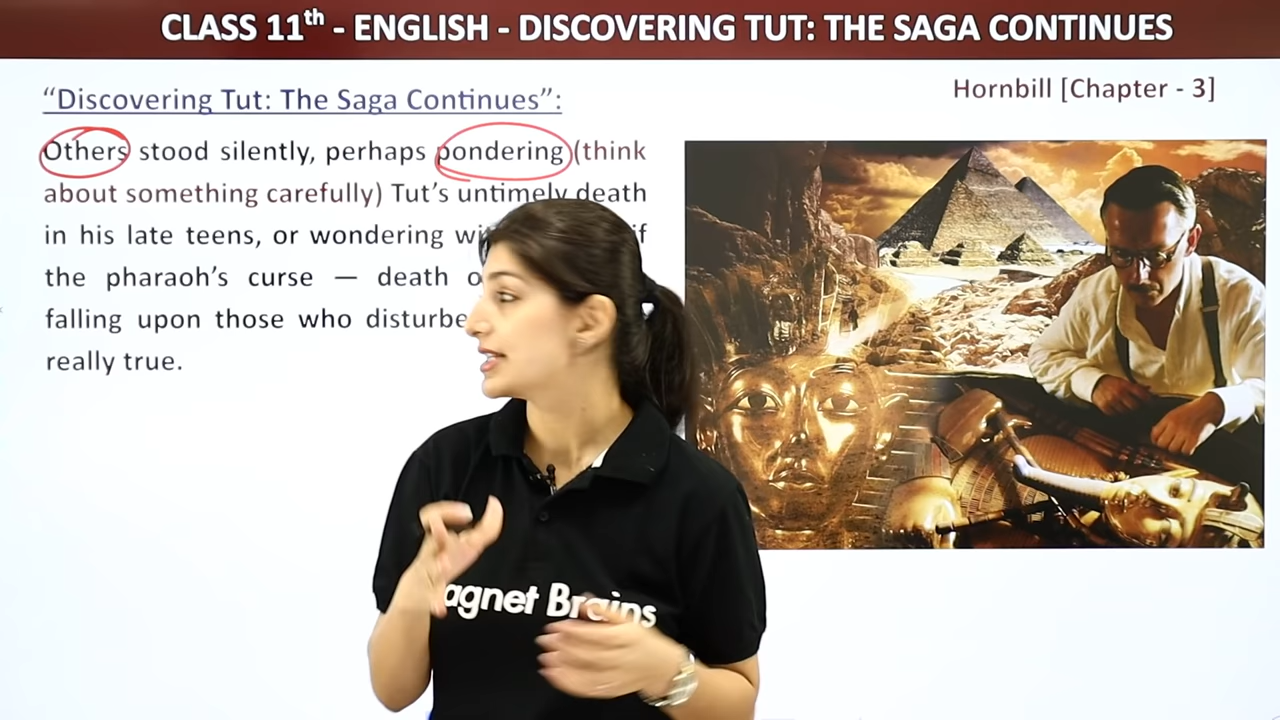 CLASS 11th - ENGLISH - DISCOVERING TUT: THE SAGA CONTINUES
Hornbill [Chapter - 3]
“Discovering Tut: The Saga Continues”:
Others stood silently, perhaps pondering (think
about something carefully) Tut’s untimely death
in his late teens, or wondering if
the pharaoh’s curse — death
falling upon those who
really true.
agnet Brains